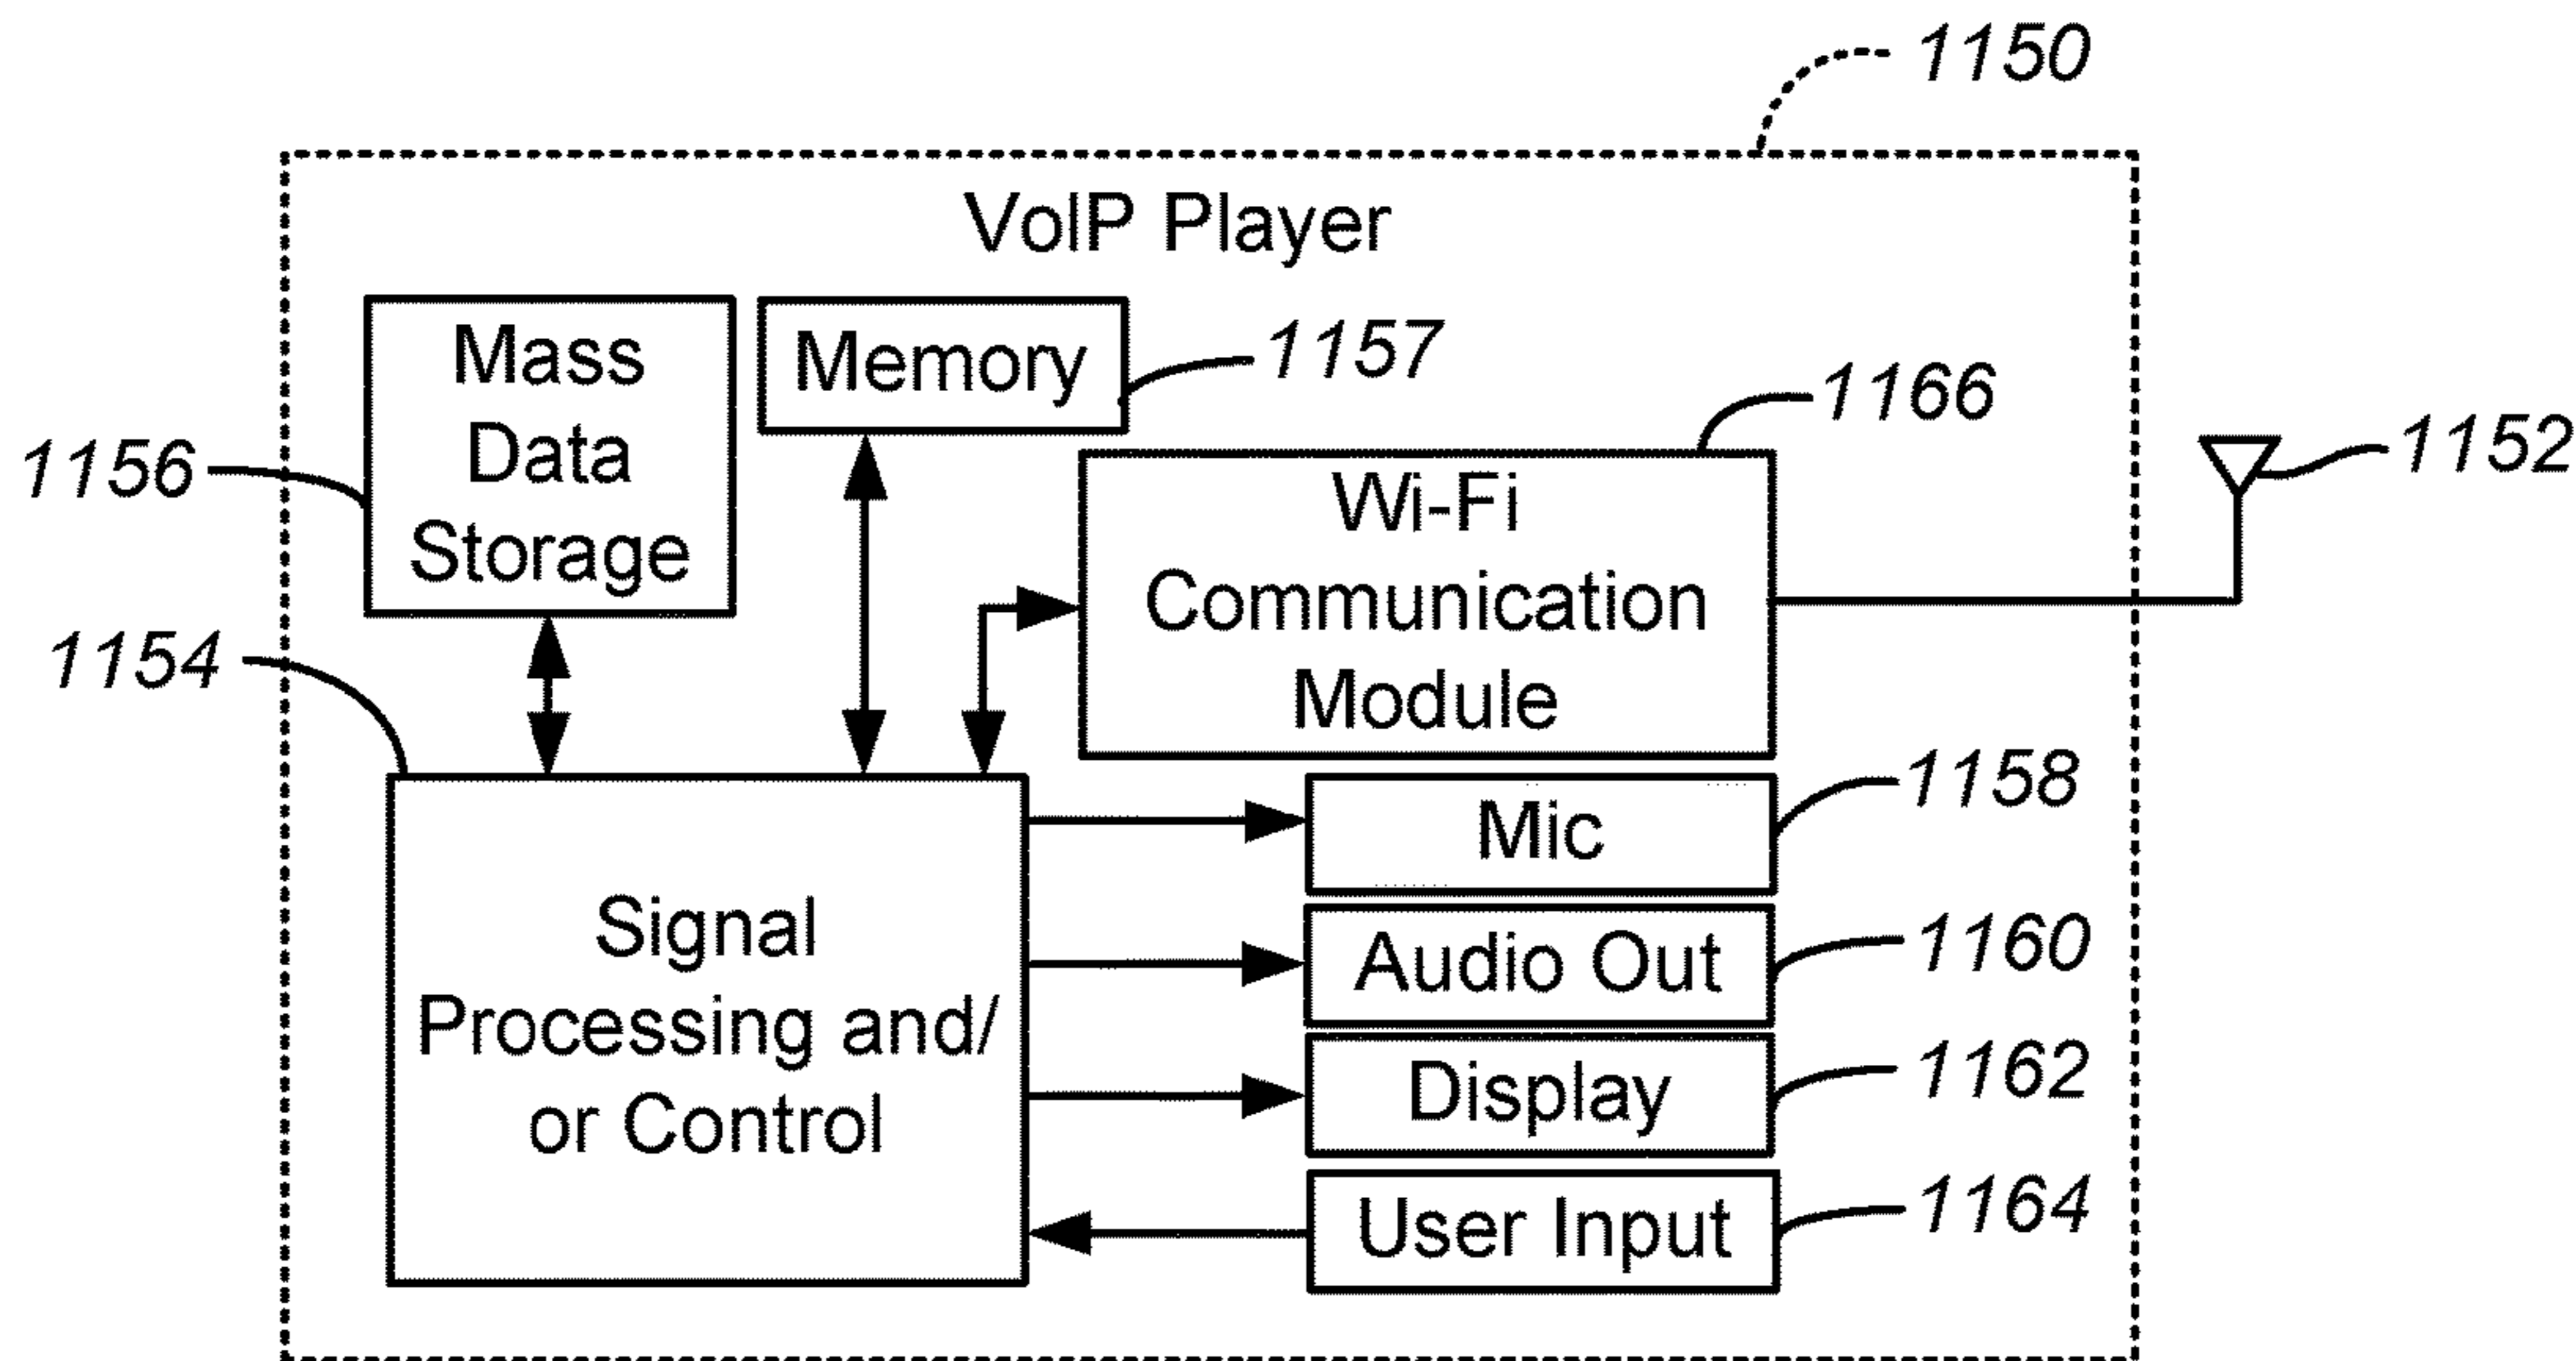 1150
VoIP Player
Mass
Data
Storage
Memory
1157
1166
1156
Wi-Fi
Communication
Module
1152
1154
1158
Mic
Signal
Processing and/
or Control
Audio Out
1160
Display
1162
User Input
1164